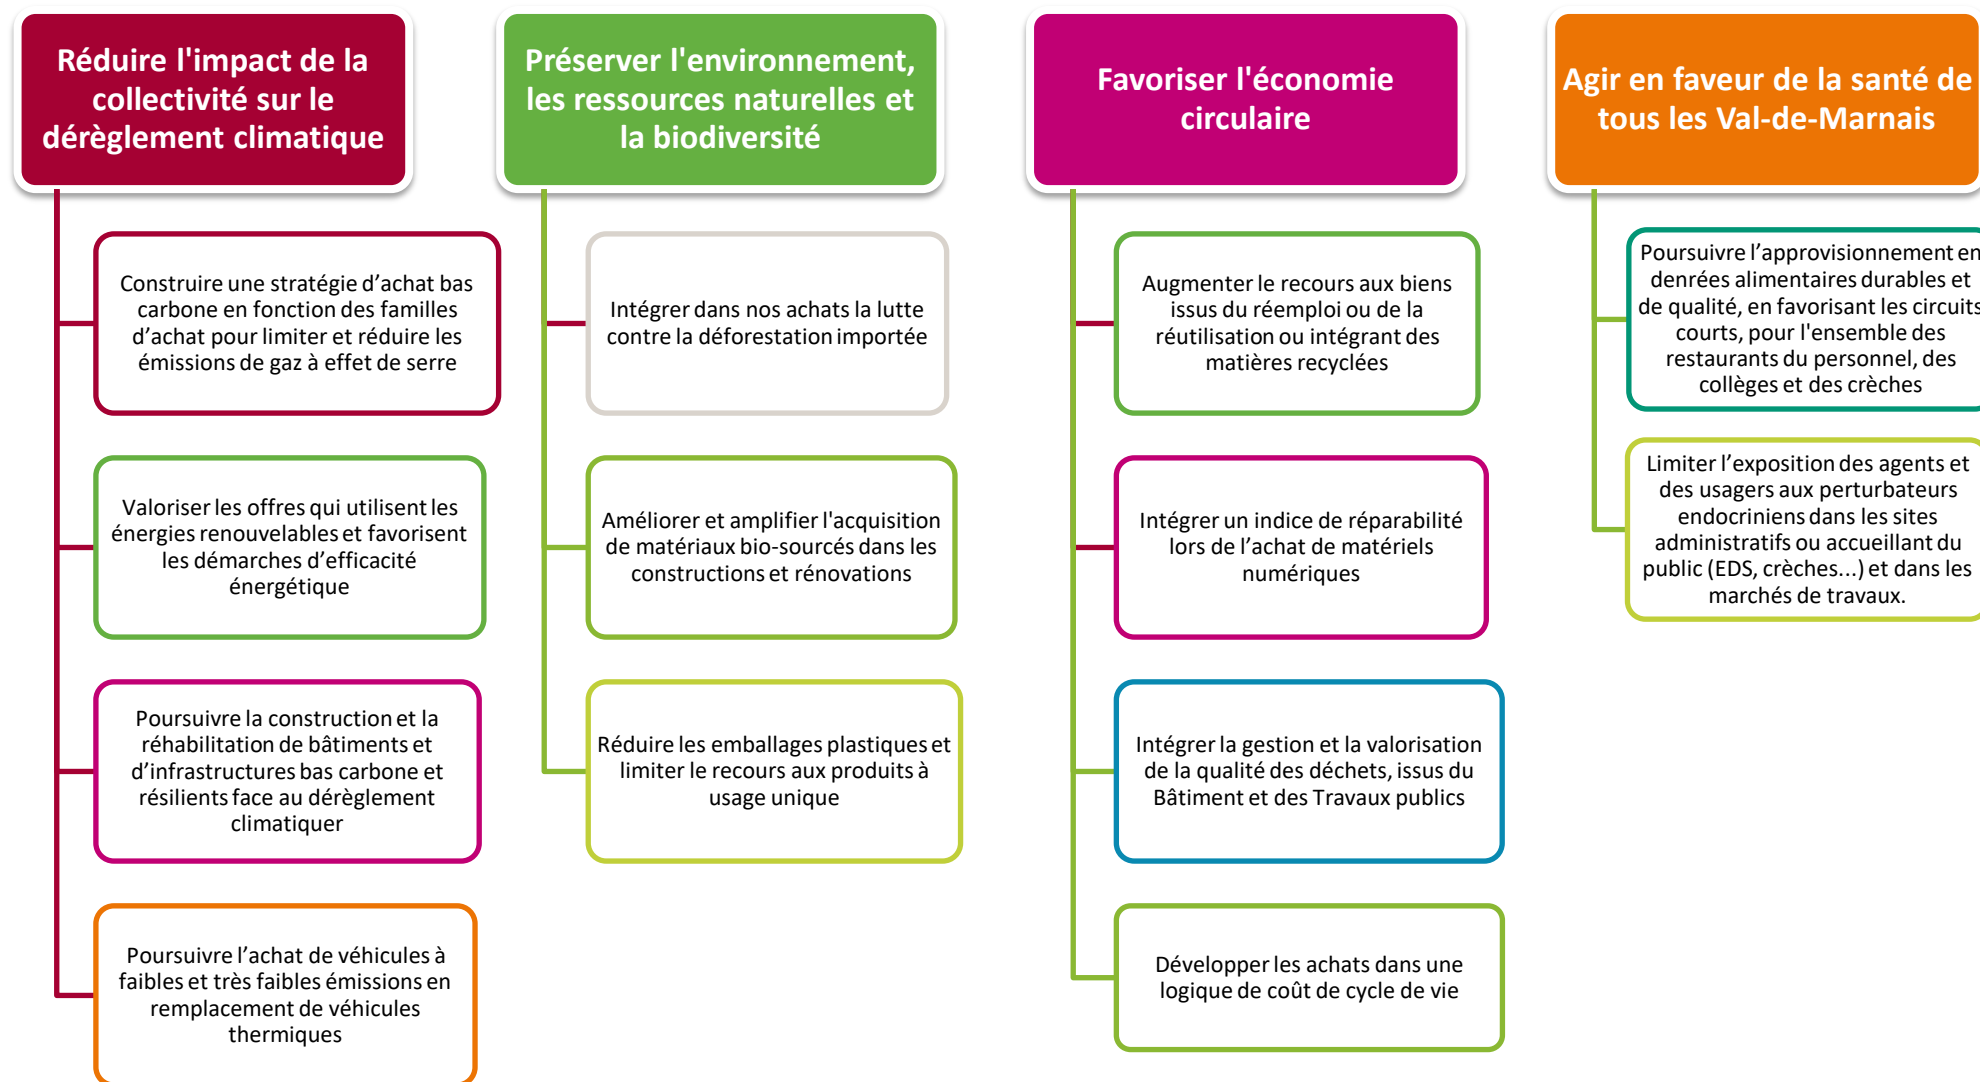 Réduire l'impact de la
collectivité sur le
dérèglement climatique
Construire une stratégie d’achat bas
carbone en fonction des familles
d’achat pour limiter et réduire les
émissions de gaz à effet de serre
Valoriser les offres qui utilisent les
énergies renouvelables et favorisent
les démarches d’efficacité
énergétique
Poursuivre la construction et la
réhabilitation de bâtiments et
d’infrastructures bas carbone et
résilients face au dérèglement
climatiquer
Poursuivre l’achat de véhicules à
faibles et très faibles émissions en
remplacement de véhicules
thermiques
Préserver l'environnement,
les ressources naturelles et
la biodiversité
Intégrer dans nos achats la lutte
contre la déforestation importée
Améliorer et amplifier l'acquisition
de matériaux bio-sourcés dans les
constructions et rénovations
Réduire les emballages plastiques et
limiter le recours aux produits à
usage unique
Favoriser l'économie
circulaire
Augmenter le recours aux biens
issus du réemploi ou de la
réutilisation ou intégrant des
matières recyclées
Intégrer un indice de réparabilité
lors de l’achat de matériels
numériques
Intégrer la gestion et la valorisation
de la qualité des déchets, issus du
Bâtiment et des Travaux publics
Développer les achats dans une
logique de coût de cycle de vie
Agir en faveur de la santé de
tous les Val-de-Marnais
Poursuivre l’approvisionnement en
denrées alimentaires durables et
de qualité, en favorisant les circuits
courts, pour l'ensemble des
restaurants du personnel, des
collèges et des crèches
Limiter l’exposition des agents et
des usagers aux perturbateurs
endocriniens dans les sites
administratifs ou accueillant du
public (EDS, crèches...) et dans les
marchés de travaux.